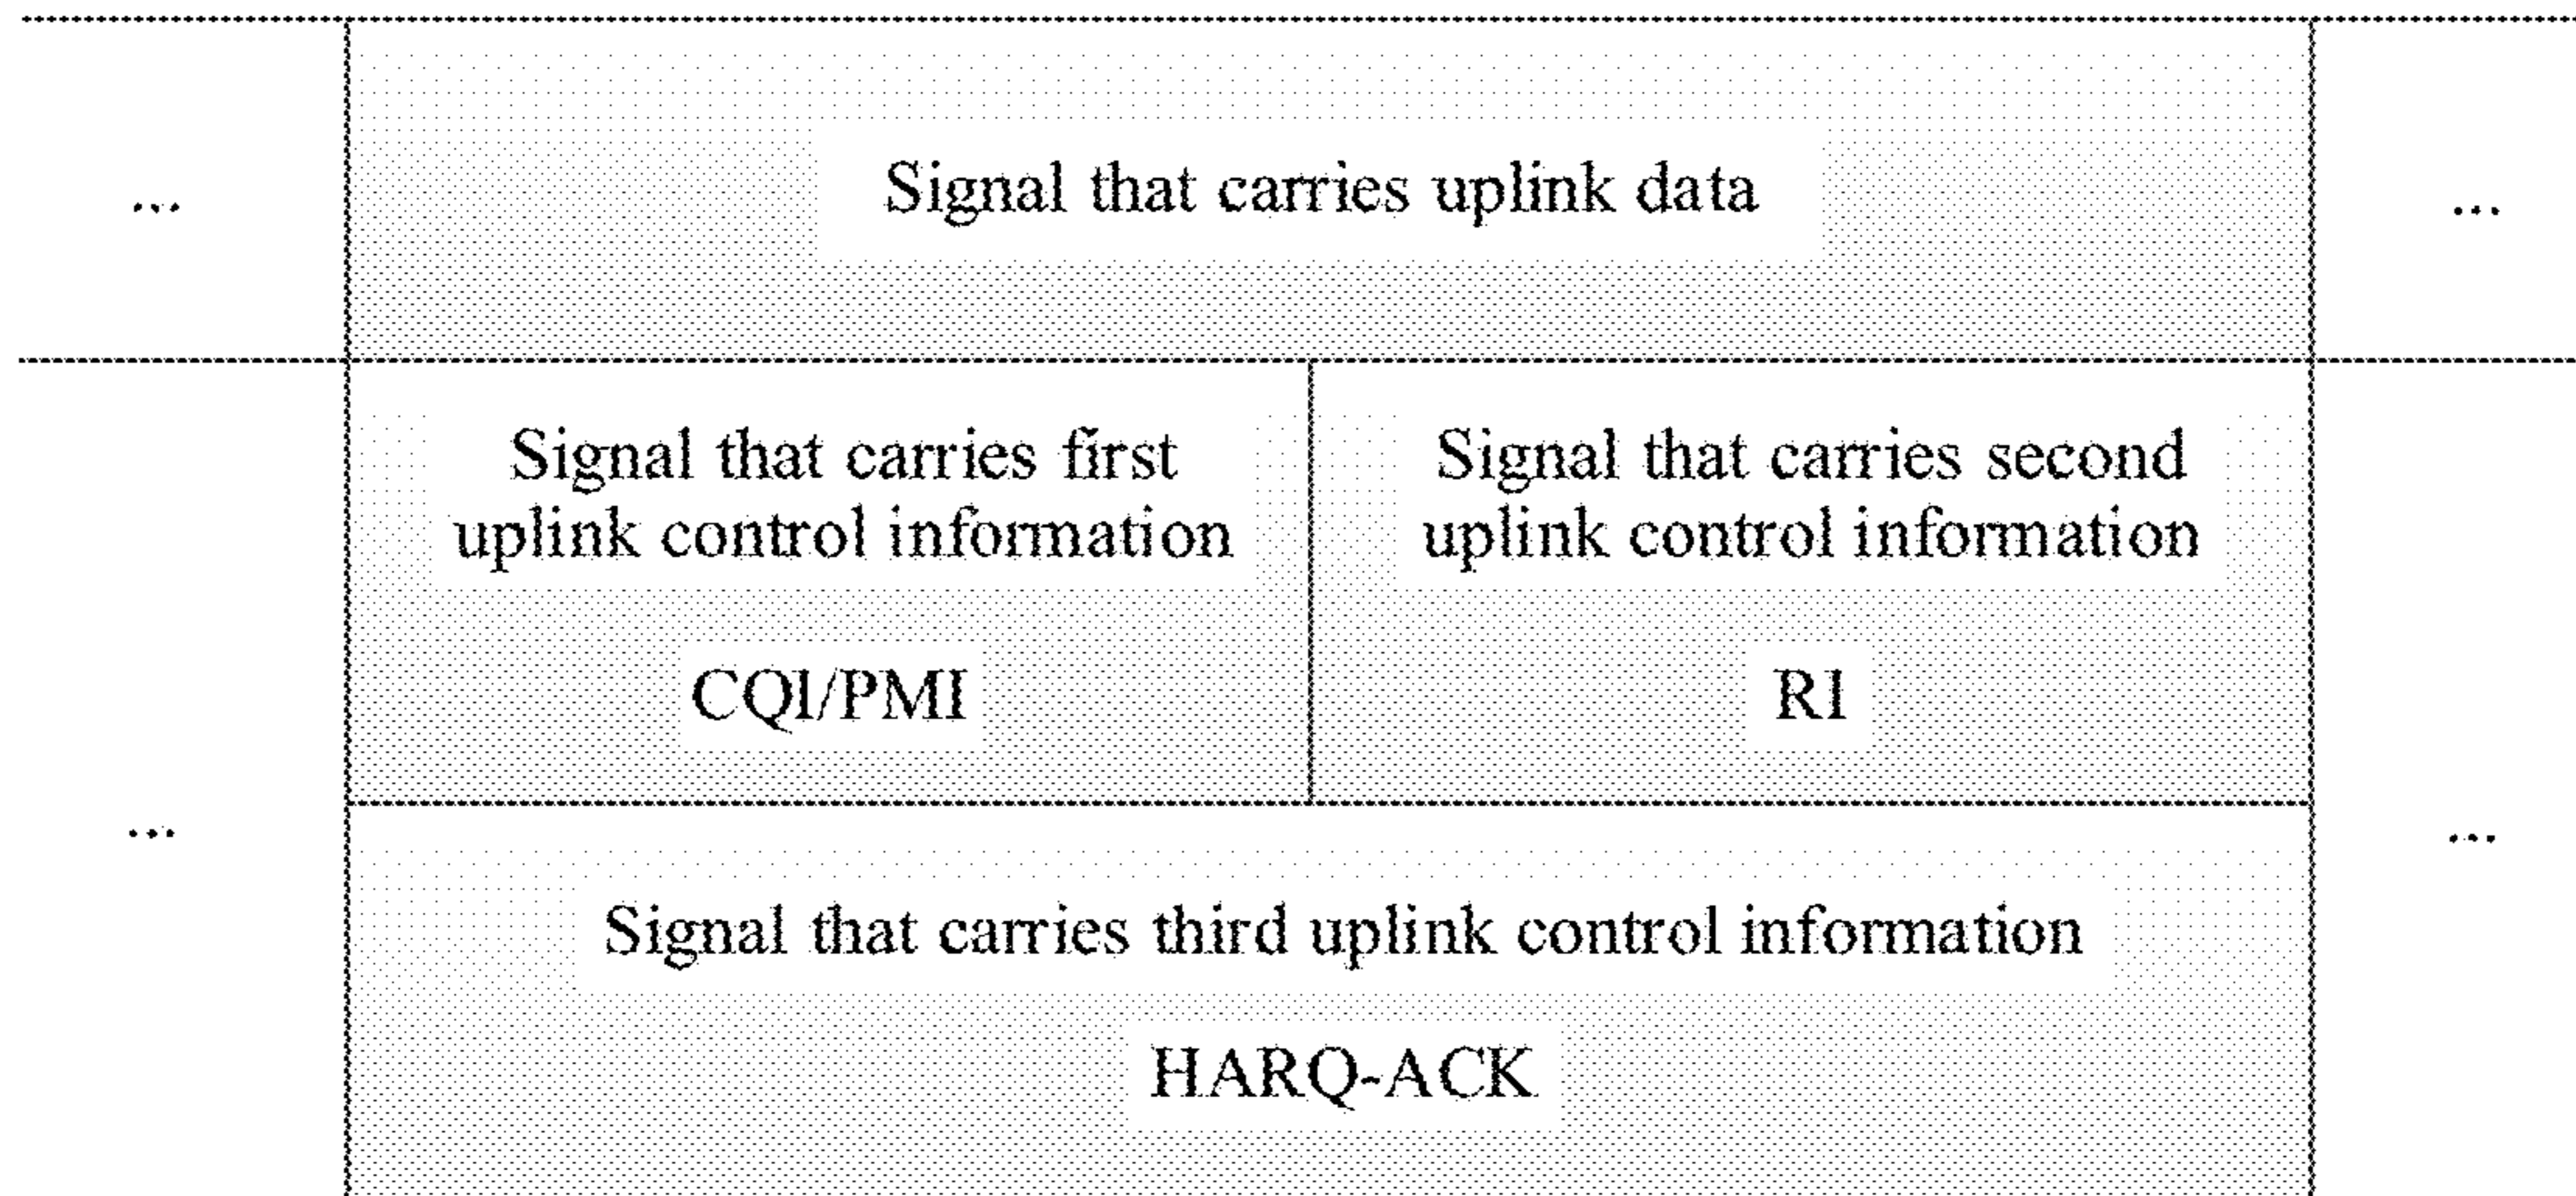 ... Signal that carries uplink data ...
Signal that carries first
uplink control information
CQI/PMI
Signal that carries second
uplink control information
RI
... ...
Signal that carries third uplink control information
HARQ-ACK